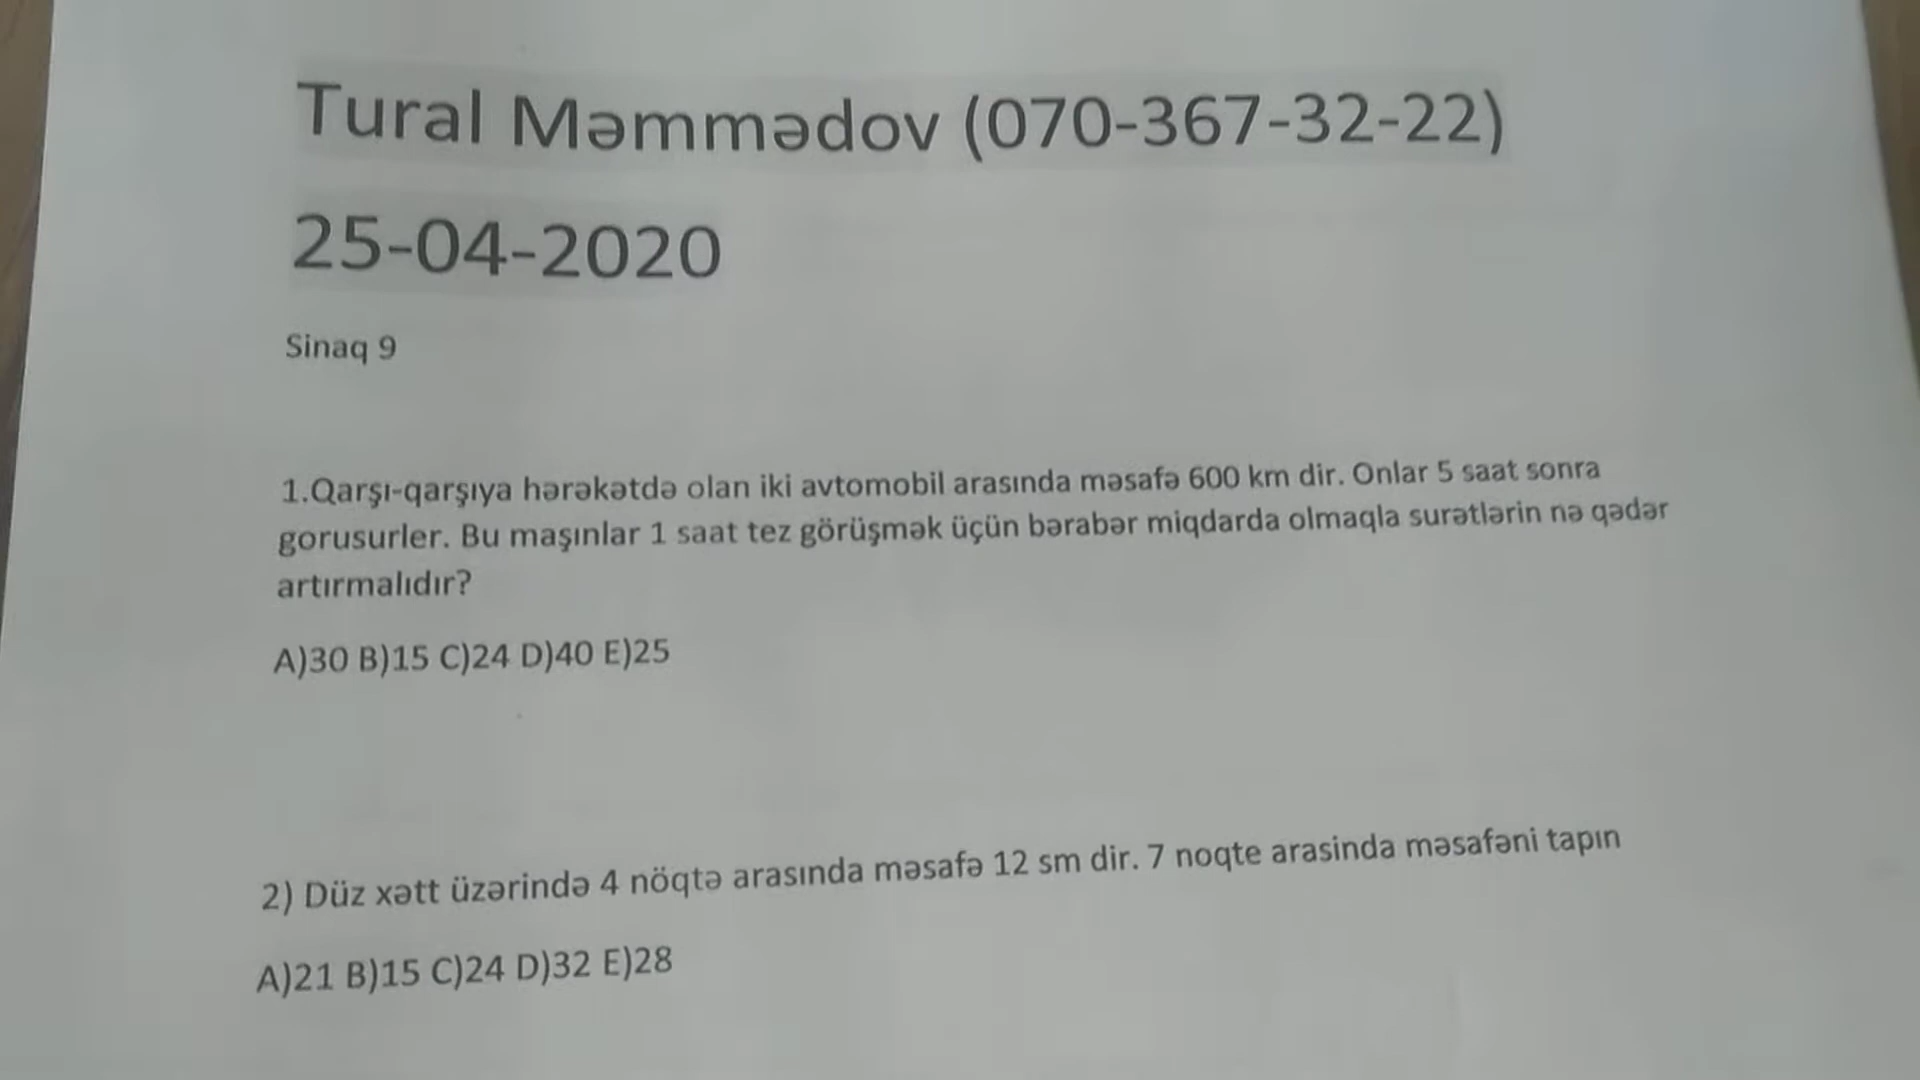 Tural Məmmədov (070-367-32-22)
25-04-2020
Sinaq 9
1.Qarşı-qarşıya hərəkətdə olan iki avtomobil arasında məsafə 600 km dir. Onlar 5 saat sonra
gorusurler. Bu maşınlar 1 saat tez görüşmək üçün bərabər miqdarda olmaqla surətlərin nə qədər
artırmalıdır?
A)30 B)15 C)24 D)40 E)25
2) Düz xətt üzərində 4 nöqtə arasında məsafə 12 sm dir. 7 noqte arasinda məsafəni tapın
A)21 B)15 C)24 D)32 E)28